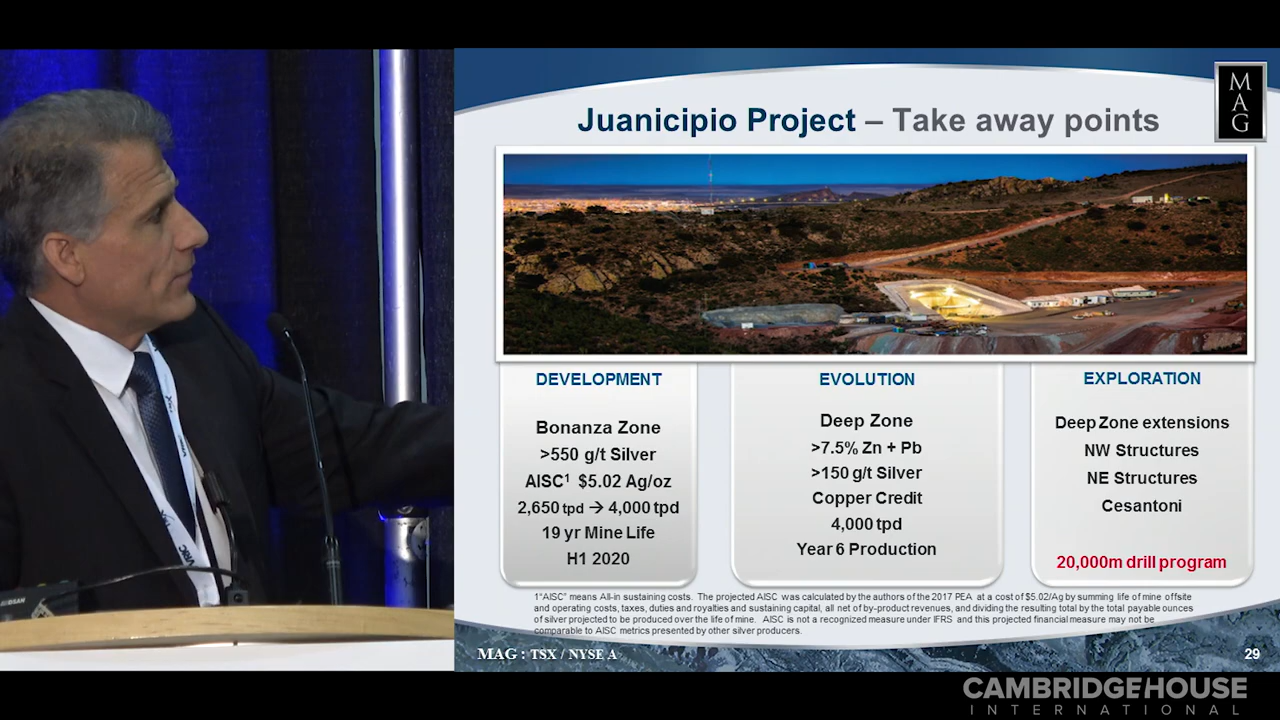 MAG
Juanicipio Project – Take away points
DEVELOPMENT
Bonanza Zone
>550 g/t Silver
AISC¹ $5.02 Ag/oz
2,650 tpd → 4,000 tpd
19 yr Mine Life
H1 2020
EVOLUTION
Deep Zone
>7.5% Zn + Pb
>150 g/t Silver
Copper Credit
4,000 tpd
Year 6 Production
EXPLORATION
Deep Zone extensions
NW Structures
NE Structures
Cesantoni
20,000m drill program
1"AISC" means All-in sustaining costs. The projected AISC was calculated by the authors of the 2017 PEA at a cost of $5.02/Ag by summing life of mine offsite
and operating costs, taxes, duties and royalties and sustaining capital, all net of by-product revenues, and dividing the resulting total by the total payable ounces
of silver projected to be produced over the life of mine. AISC is not a recognized measure under IFRS and this projected financial measure may not be
comparable to AISC metrics presented by other silver producers.
MAG : TSX / NYSE A
29
CAMBRIDGEHOUSE
INTERNATIONAL